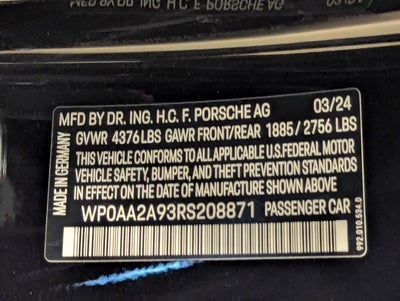 MFD BY DR. ING. H.C. F. PORSCHE AG 03/24
GVWR 4376 LBS GAWR FRONT/REAR 1885/2756 LBS
THIS VEHICLE CONFORMS TO ALL APPLICABLE U.S.FEDERAL MOTOR
VEHICLE SAFETY, BUMPER, AND THEFT PREVENTION STANDARDS
IN EFFECT ON THE DATE OF MANUFACTURE SHOWN ABOVE.
WP0AA2A93RS208871 PASSENGER CAR
MADE IN GERMANY
992.010.534.D